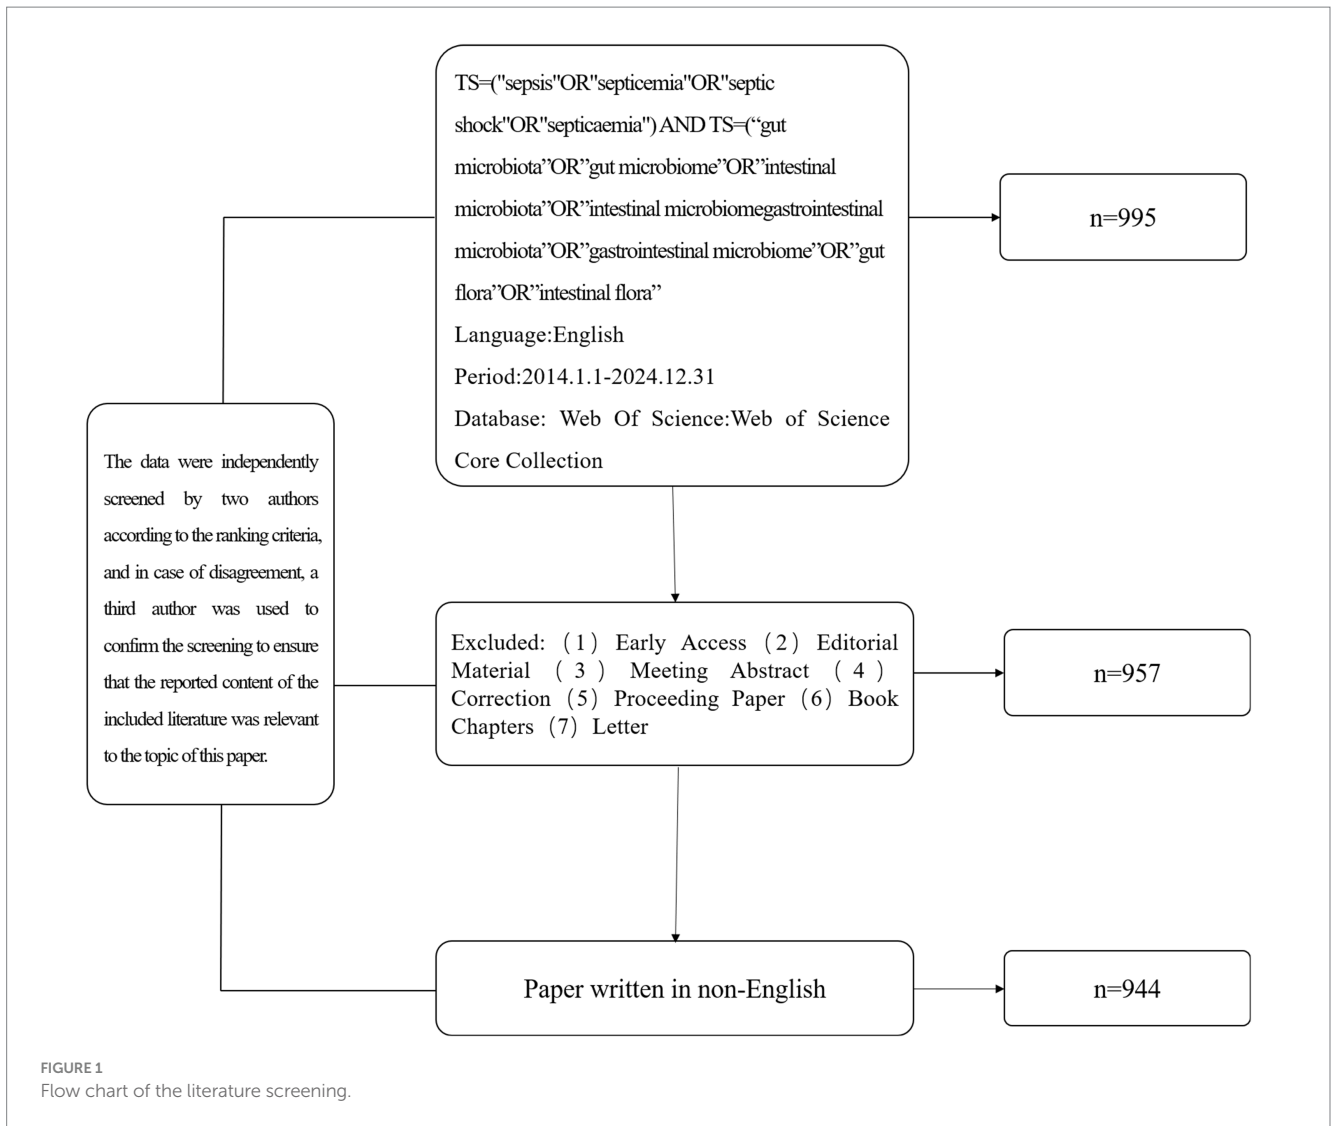 TS=("sepsis"OR"septicemia"OR"septic
shock"OR"septicaemia") AND TS=(“gut
microbiota”OR”gut microbiome”OR”intestinal
microbiota”OR”intestinal microbiomegastrointestinal
microbiota”OR”gastrointestinal microbiome”OR”gut
flora”OR”intestinal flora”
Language:English
Period:2014.1.1-2024.12.31
Database: Web Of Science:Web of Science
Core Collection
n=995
The data were independently
screened by two authors
according to the ranking criteria,
and in case of disagreement, a
third author was used to
confirm the screening to ensure
that the reported content of the
included literature was relevant
to the topic of this paper.
Excluded: （1） Early Access （2） Editorial
Material （ 3 ） Meeting Abstract （ 4 ）
Correction （5） Proceeding Paper （6） Book
Chapters （7） Letter
n=957
Paper written in non-English
n=944
FIGURE 1
Flow chart of the literature screening.